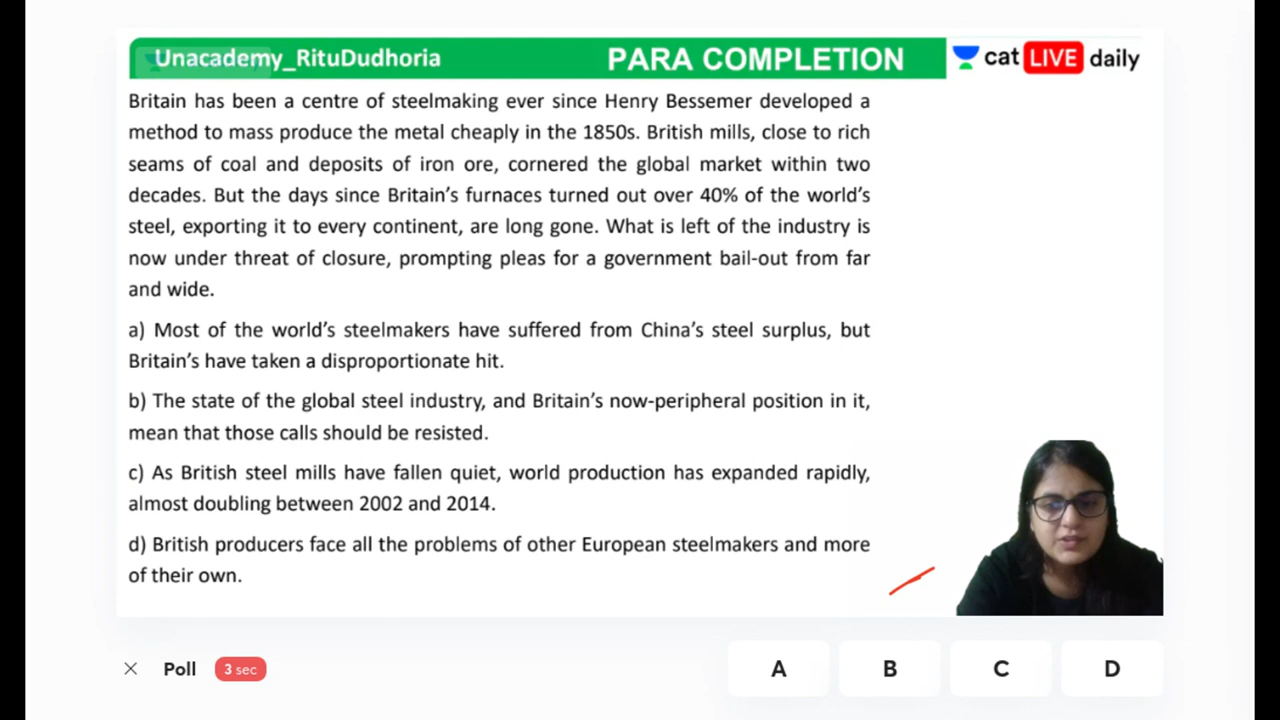 Unacademy_RituDudhoria
PARA COMPLETION
cat LIVE daily
Britain has been a centre of steelmaking ever since Henry Bessemer developed a
method to mass produce the metal cheaply in the 1850s. British mills, close to rich
seams of coal and deposits of iron ore, cornered the global market within two
decades. But the days since Britain’s furnaces turned out over 40% of the world’s
steel, exporting it to every continent, are long gone. What is left of the industry is
now under threat of closure, prompting pleas for a government bail-out from far
and wide.
a) Most of the world’s steelmakers have suffered from China’s steel surplus, but
Britain’s have taken a disproportionate hit.
b) The state of the global steel industry, and Britain’s now-peripheral position in it,
mean that those calls should be resisted.
c) As British steel mills have fallen quiet, world production has expanded rapidly,
almost doubling between 2002 and 2014.
d) British producers face all the problems of other European steelmakers and more
of their own.
Poll
3 sec
A
B
C
D